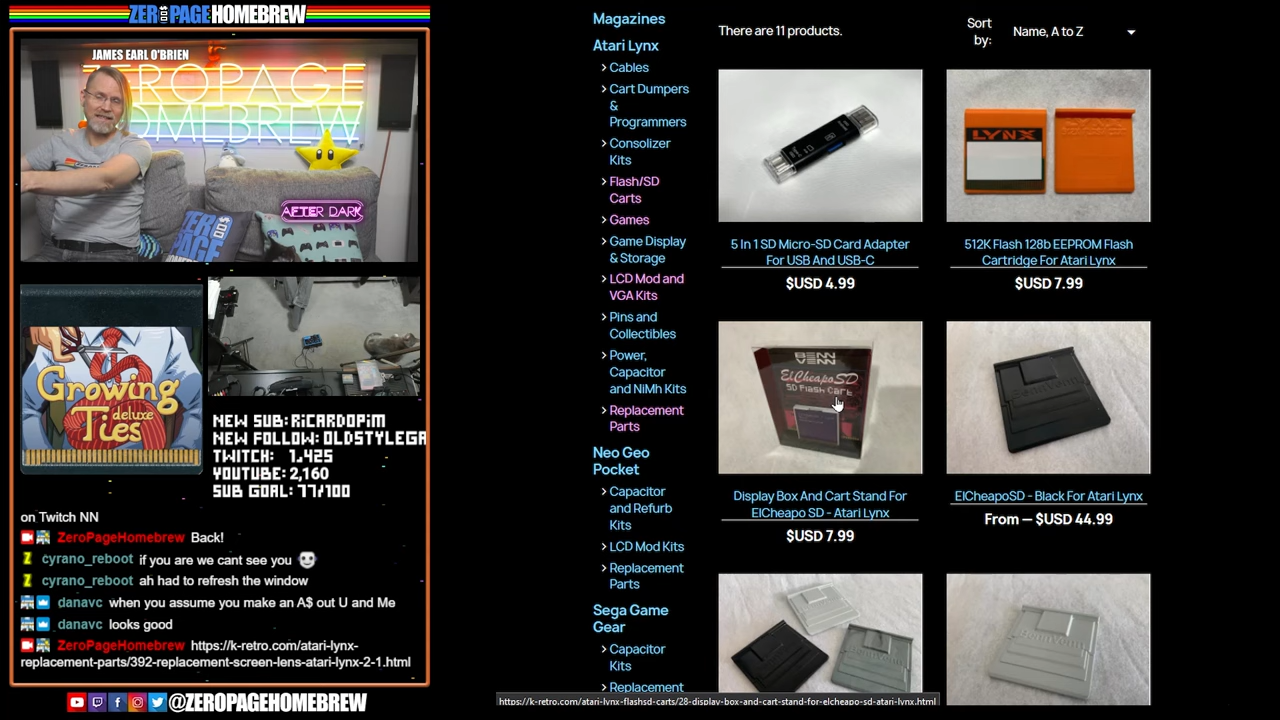 ZEROPAGEHOMEBREW
JAMES EARL O'BRIEN
ZEROPAGE
HOMEBREW
AFTER DARK
ZERO
PAGE
Growing
deluxe
Ties
NEW SUB:RICARDOPIM
NEW FOLLOW:OLDSTYLEGA
TWITCH: 1,425
YOUTUBE:2,160
SUB GOAL:77/100
on Twitch NN
ZeroPageHomebrew Back!
cyrano_reboot if you are we cant see you
cyrano_reboot ah had to refresh the window
danavc when you assume you make an A$ out U and Me
danavc looks good
ZeroPageHomebrew https://k-retro.com/atari-lynx-
replacement-parts/392-replacement-screen-lens-atari-lynx-2-1.html
@ZEROPAGEHOMEBREW
Magazines
Atari Lynx
Cables
Cart Dumpers
&
Programmers
Consolizer
Kits
Flash/SD
Carts
Games
Game Display
& Storage
LCD Mod and
VGA Kits
Pins and
Collectibles
Power,
Capacitor
and NiMh Kits
Replacement
Parts
Neo Geo
Pocket
Capacitor
and Refurb
Kits
LCD Mod Kits
Replacement
Parts
Sega Game
Gear
Capacitor
Kits
Replacement
There are 11 products.
Sort
by:
Name, A to Z
LYNX
5 In 1 SD Micro-SD Card Adapter
For USB And USB-C
$USD 4.99
512K Flash 128b EEPROM Flash
Cartridge For Atari Lynx
$USD 7.99
BENN
VENN
ElCheapoSD
SD Flash Cart
Display Box And Cart Stand For
ElCheapo SD - Atari Lynx
$USD 7.99
ElCheapoSD - Black For Atari Lynx
From — $USD 44.99
https://k-retro.com/atari-lynx-flashsd-carts/28-display-box-and-cart-stand-for-elcheapo-sd-atari-lynx.html